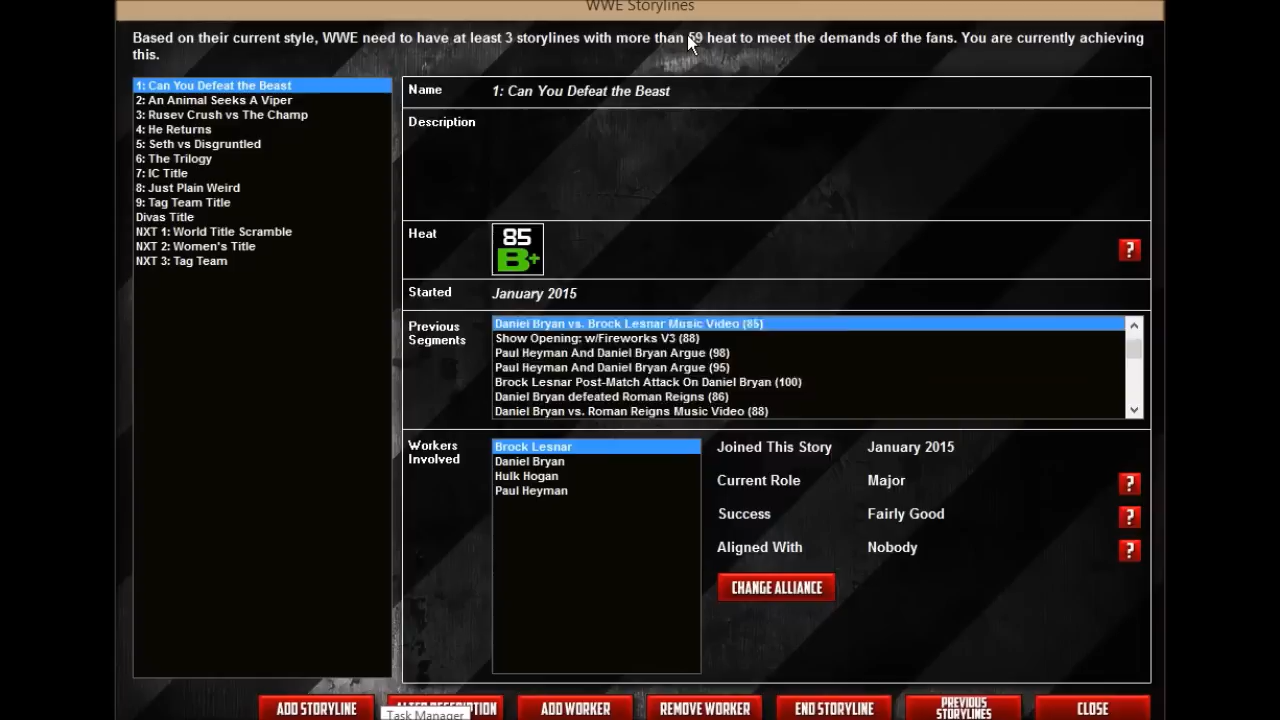 WWE Storylines
Based on their current style, WWE need to have at least 3 storylines with more than 59 heat to meet the demands of the fans. You are currently achieving
this.
1: Can You Defeat the Beast
2: An Animal Seeks A Viper
3: Rusev Crush vs The Champ
4: He Returns
5: Seth vs Disgruntled
6: The Trilogy
7: IC Title
8: Just Plain Weird
9: Tag Team Title
Divas Title
NXT 1: World Title Scramble
NXT 2: Women's Title
NXT 3: Tag Team
Name
1: Can You Defeat the Beast
Description
Heat
85
B+
?
Started
January 2015
Previous
Segments
Daniel Bryan vs. Brock Lesnar Music Video (85)
Show Opening: w/Fireworks V3 (88)
Paul Heyman And Daniel Bryan Argue (98)
Paul Heyman And Daniel Bryan Argue (95)
Brock Lesnar Post-Match Attack On Daniel Bryan (100)
Daniel Bryan defeated Roman Reigns (86)
Daniel Bryan vs. Roman Reigns Music Video (88)
Workers
Involved
Brock Lesnar
Daniel Bryan
Hulk Hogan
Paul Heyman
Joined This Story January 2015
Current Role Major ?
Success Fairly Good ?
Aligned With Nobody ?
CHANGE ALLIANCE
ADD STORYLINE
ALTER DESCRIPTION
Task Manager
ADD WORKER
REMOVE WORKER
END STORYLINE
PREVIOUS
STORYLINES
CLOSE